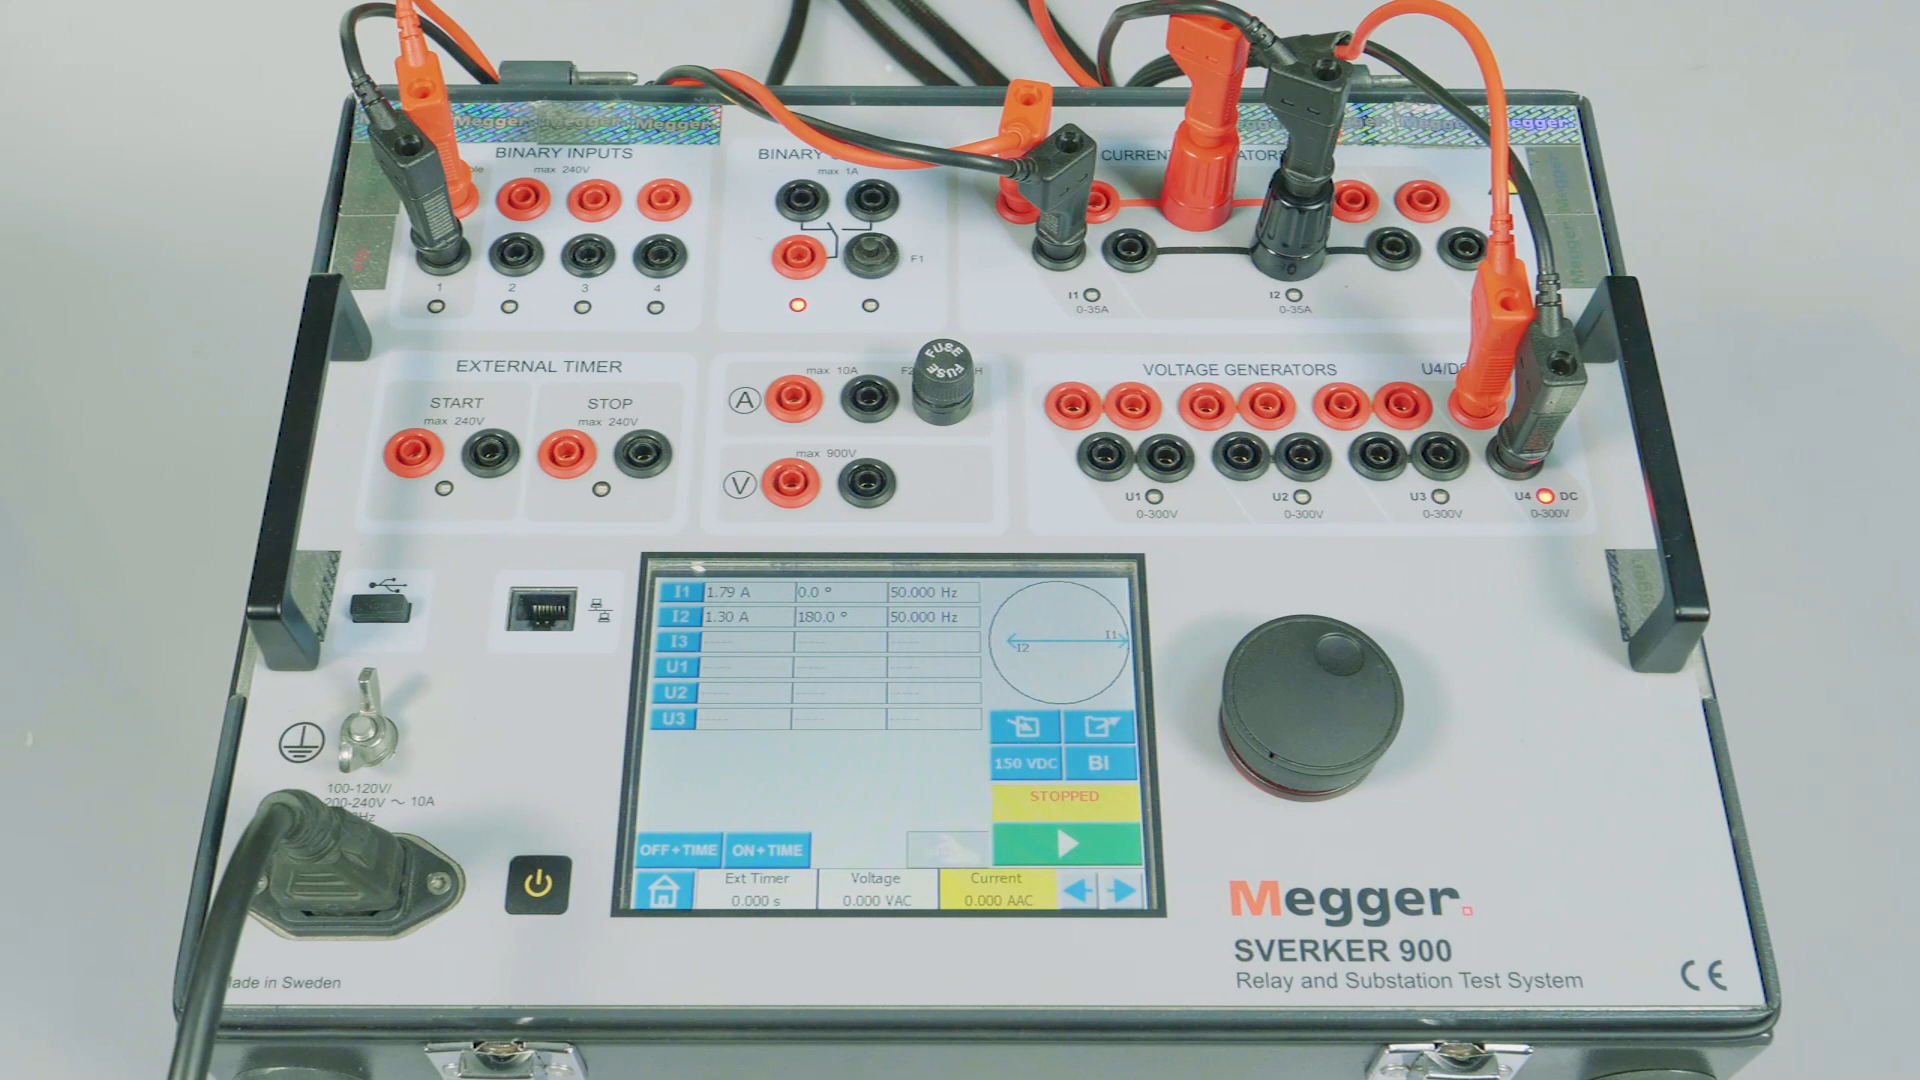 Megger. Megger. Megger.
egger.
Megger
BINARY INPUTS
max 240V
1
2
3
4
BINARY
max 1A
F1
CURRENT
I1
0-35A
I2
0-35A
EXTERNAL TIMER
START
max 240V
STOP
max 240V
A
max 10A
FUSE
FUSE
V
max 900V
VOLTAGE GENERATORS
U1
0-300V
U2
0-300V
U3
0-300V
U4 DC
0-300V
I1 1.79 A 0.0 ° 50.000 Hz
I2 1.30 A 180.0 ° 50.000 Hz
I3 ----- ----- -----
U1 ----- ----- -----
U2 ----- ----- -----
U3 ----- ----- -----
I1
I2
150 VDC BI
STOPPED
OFF+TIME ON+TIME
Ext Timer Voltage Current
0.000 s 0.000 VAC 0.000 AAC
100-120V/
200-240V ~ 10A
Hz
Made in Sweden
Megger.
SVERKER 900
Relay and Substation Test System
CE